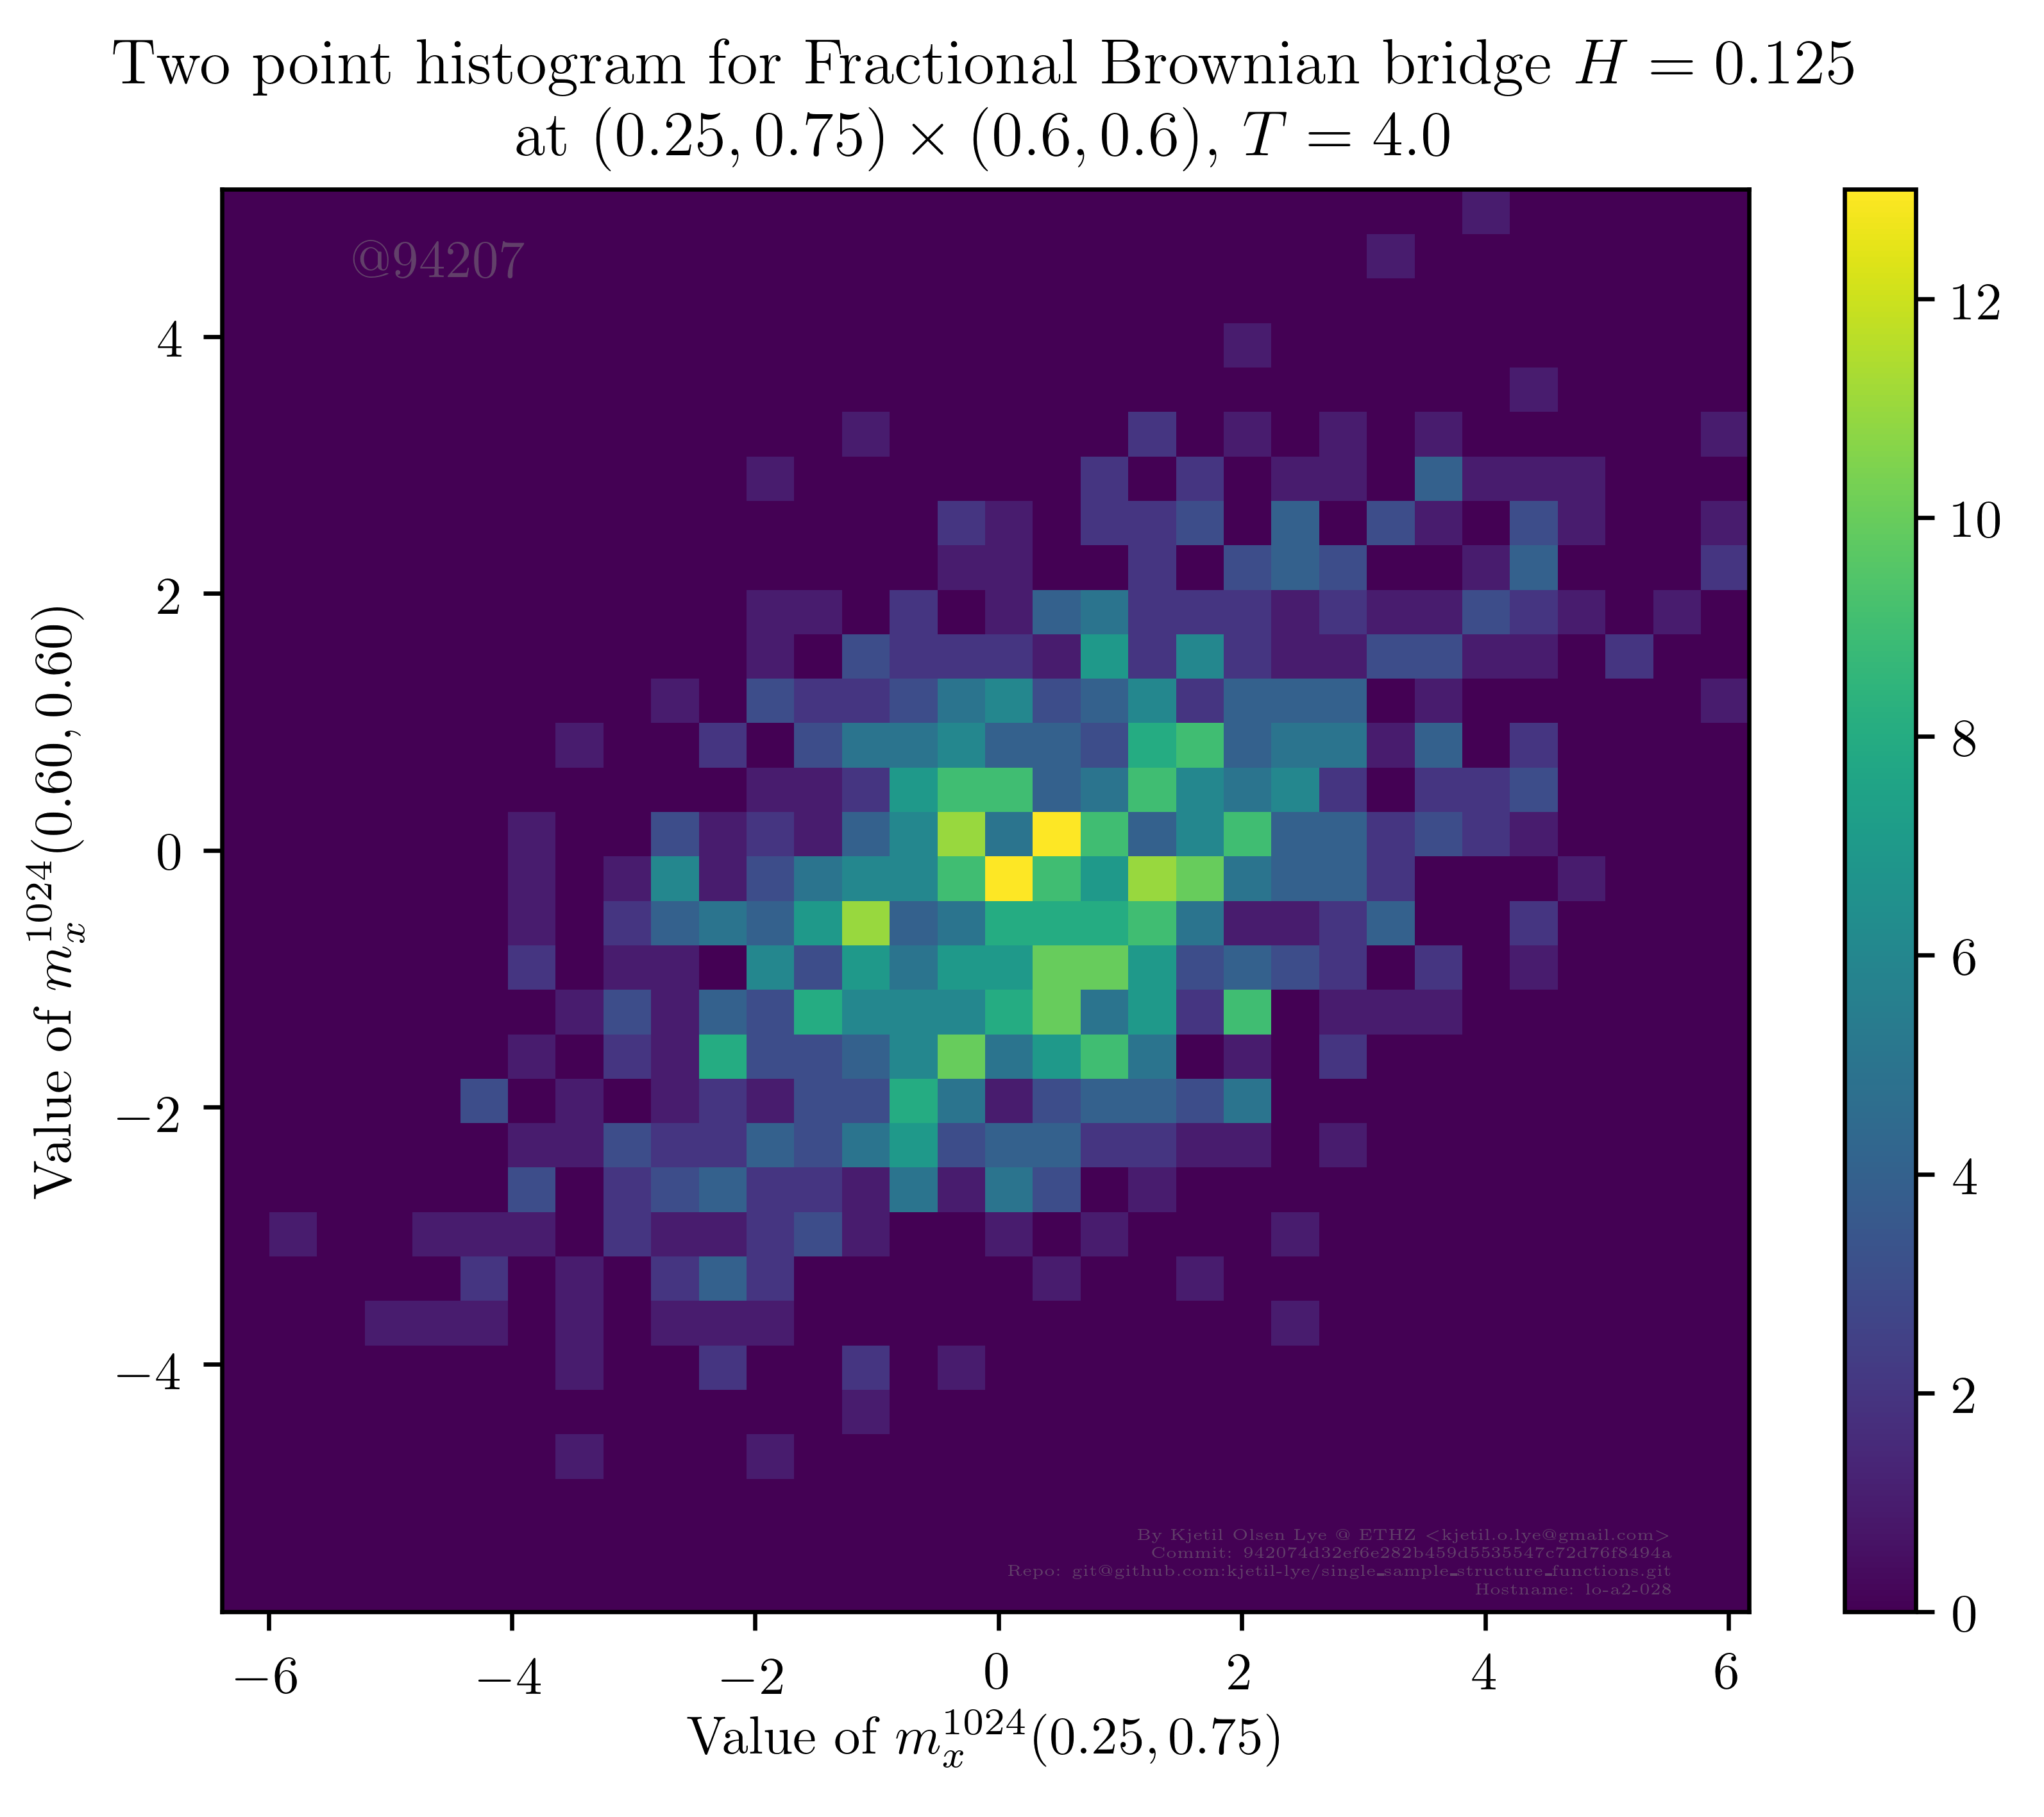 Two point histogram for Fractional Brownian bridge H = 0.125
at (0.25, 0.75) × (0.6, 0.6), T = 4.0
@94207
12
10
8
6
4
2
0
4
2
0
−2
−4
Value of m_x^1024(0.60, 0.60)
By Kjetil Olsen Lye @ ETHZ <kjetil.o.lye@gmail.com>
Commit: 942074d32ef6e282b459d5535547c72d76f8494a
Repo: git@github.com:kjetil-lye/single_sample_structure_functions.git
Hostname: lo-a2-028
−6 −4 −2 0 2 4 6
Value of m_x^1024(0.25, 0.75)